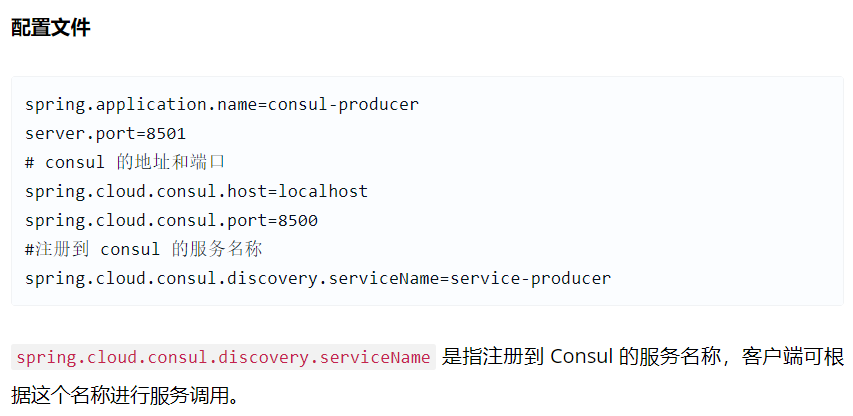 配置文件
spring.application.name=consul-producer
server.port=8501
# consul 的地址和端口
spring.cloud.consul.host=localhost
spring.cloud.consul.port=8500
#注册到 consul 的服务名称
spring.cloud.consul.discovery.serviceName=service-producer
spring.cloud.consul.discovery.serviceName 是指注册到 Consul 的服务名称，客户端可根
据这个名称进行服务调用。